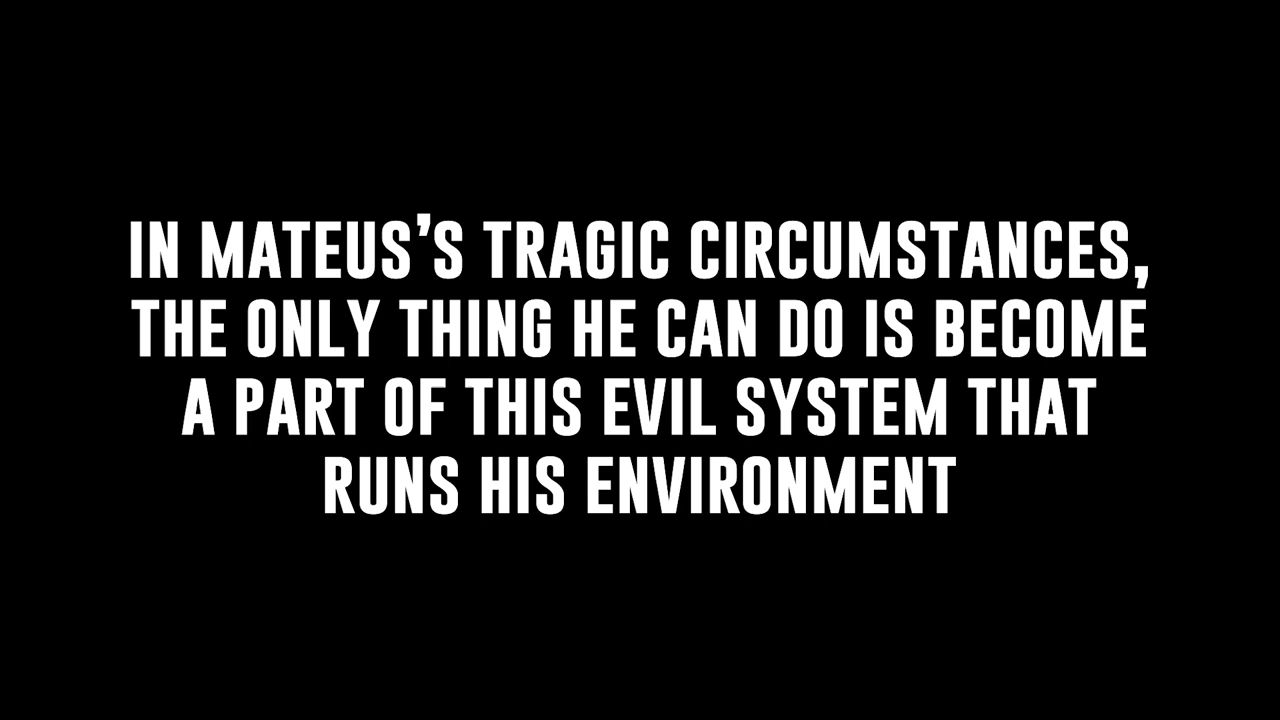 IN MATEUS’S TRAGIC CIRCUMSTANCES,
THE ONLY THING HE CAN DO IS BECOME
A PART OF THIS EVIL SYSTEM THAT
RUNS HIS ENVIRONMENT